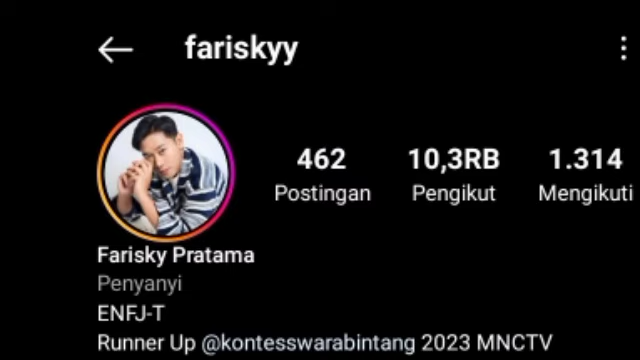 fariskyy
462 10,3RB 1.314
Postingan Pengikut Mengikuti
Farisky Pratama
Penyanyi
ENFJ-T
Runner Up @kontesswarabintang 2023 MNCTV